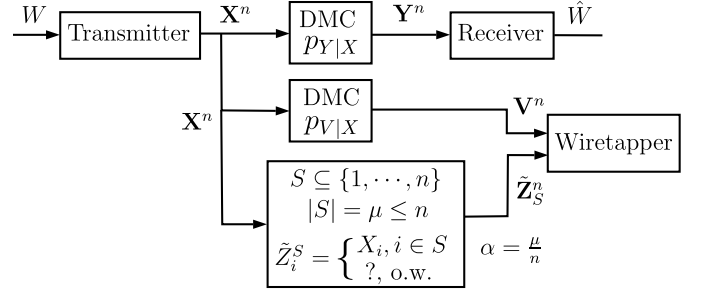 W
Transmitter
X^n
DMC
p_{Y|X}
Y^n
Receiver
Ŵ
X^n
DMC
p_{V|X}
V^n
Wiretapper
S ⊆ {1, ···, n}
|S| = μ ≤ n
Z̃_i^S = { X_i, i ∈ S
?, o.w.
Z̃_S^n
α = μ/n